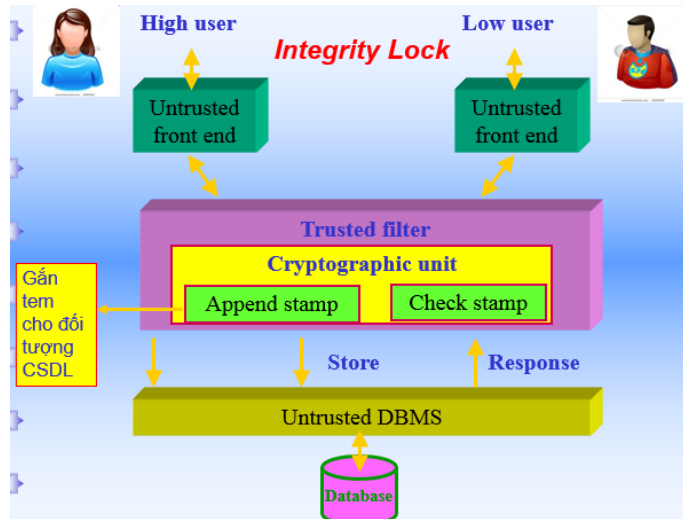 High user
Low user
Integrity Lock
Untrusted
front end
Untrusted
front end
Trusted filter
Cryptographic unit
Append stamp
Check stamp
Gắn
tem
cho đối
tượng
CSDL
Store
Response
Untrusted DBMS
Database